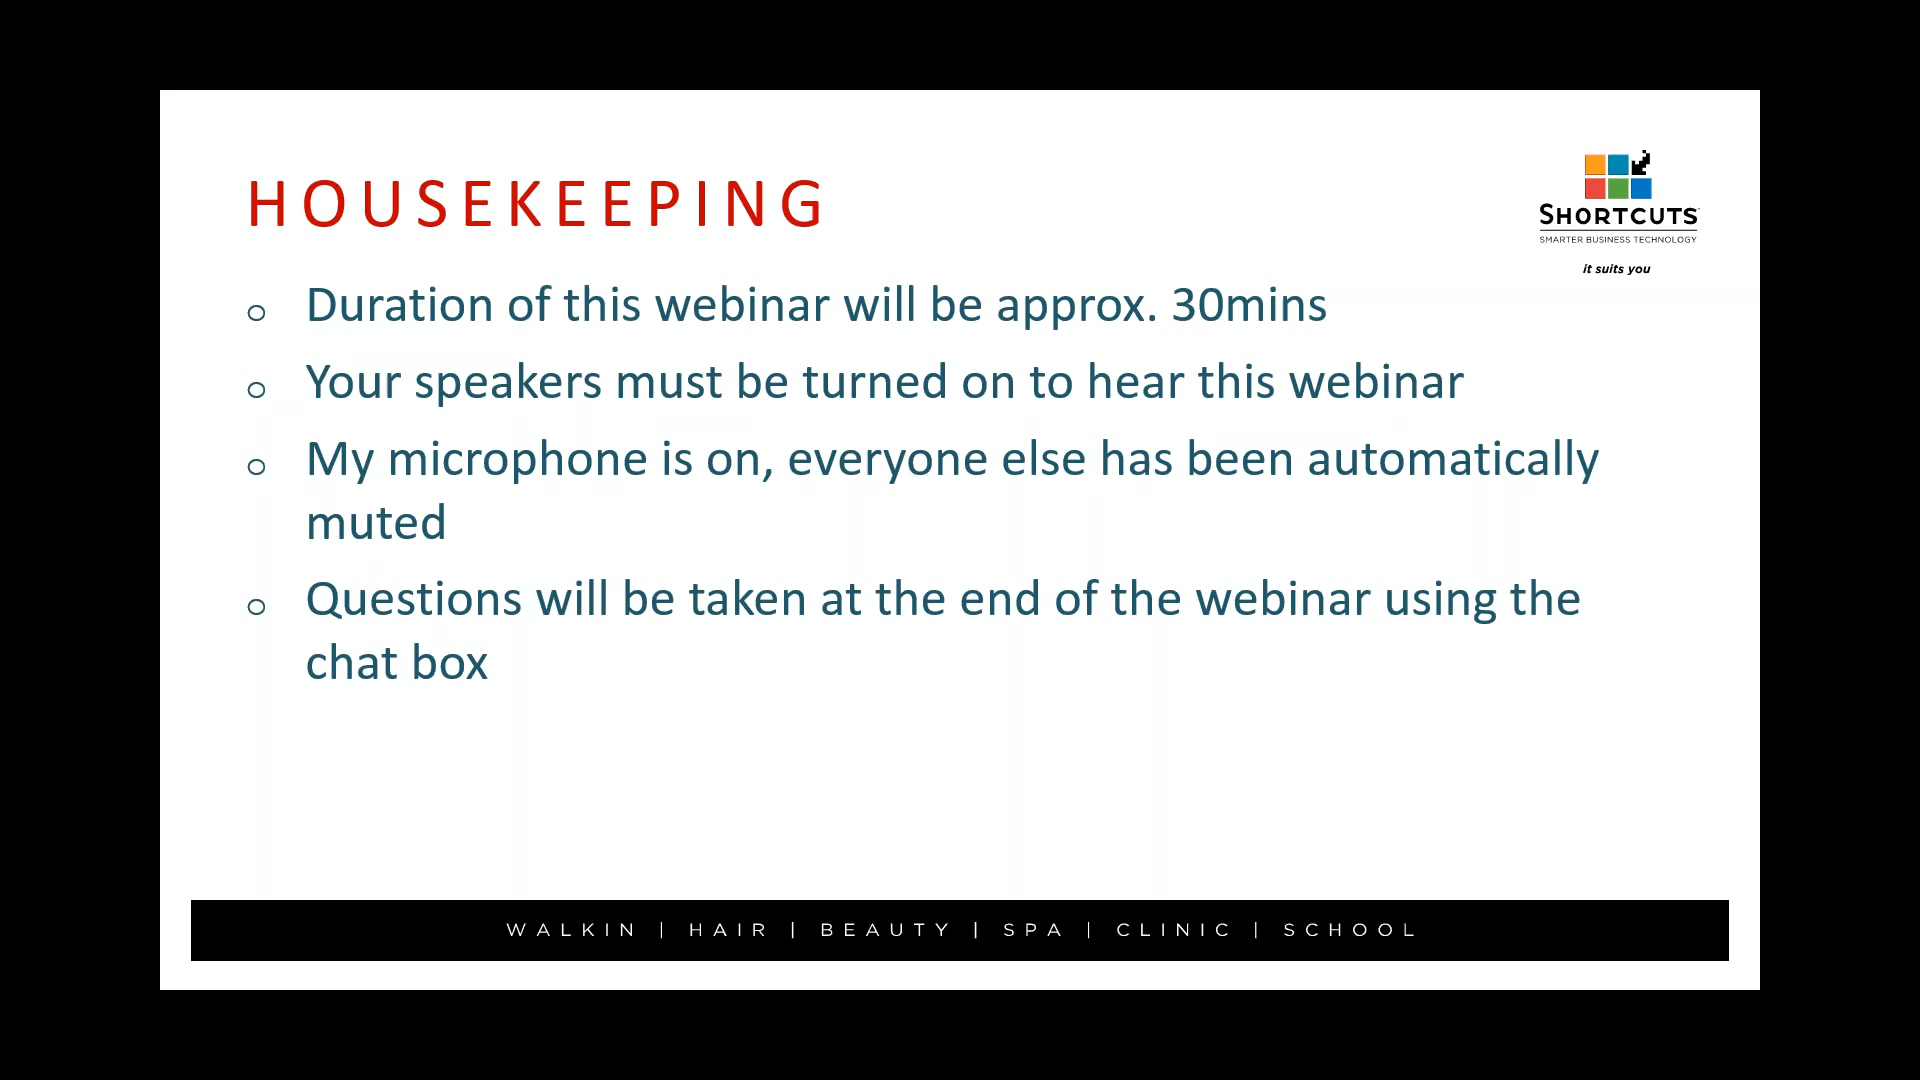 HOUSEKEEPING
SHORTCUTS
SMARTER BUSINESS TECHNOLOGY
it suits you
o Duration of this webinar will be approx. 30mins
o Your speakers must be turned on to hear this webinar
o My microphone is on, everyone else has been automatically
muted
o Questions will be taken at the end of the webinar using the
chat box
WALKIN | HAIR | BEAUTY | SPA | CLINIC | SCHOOL